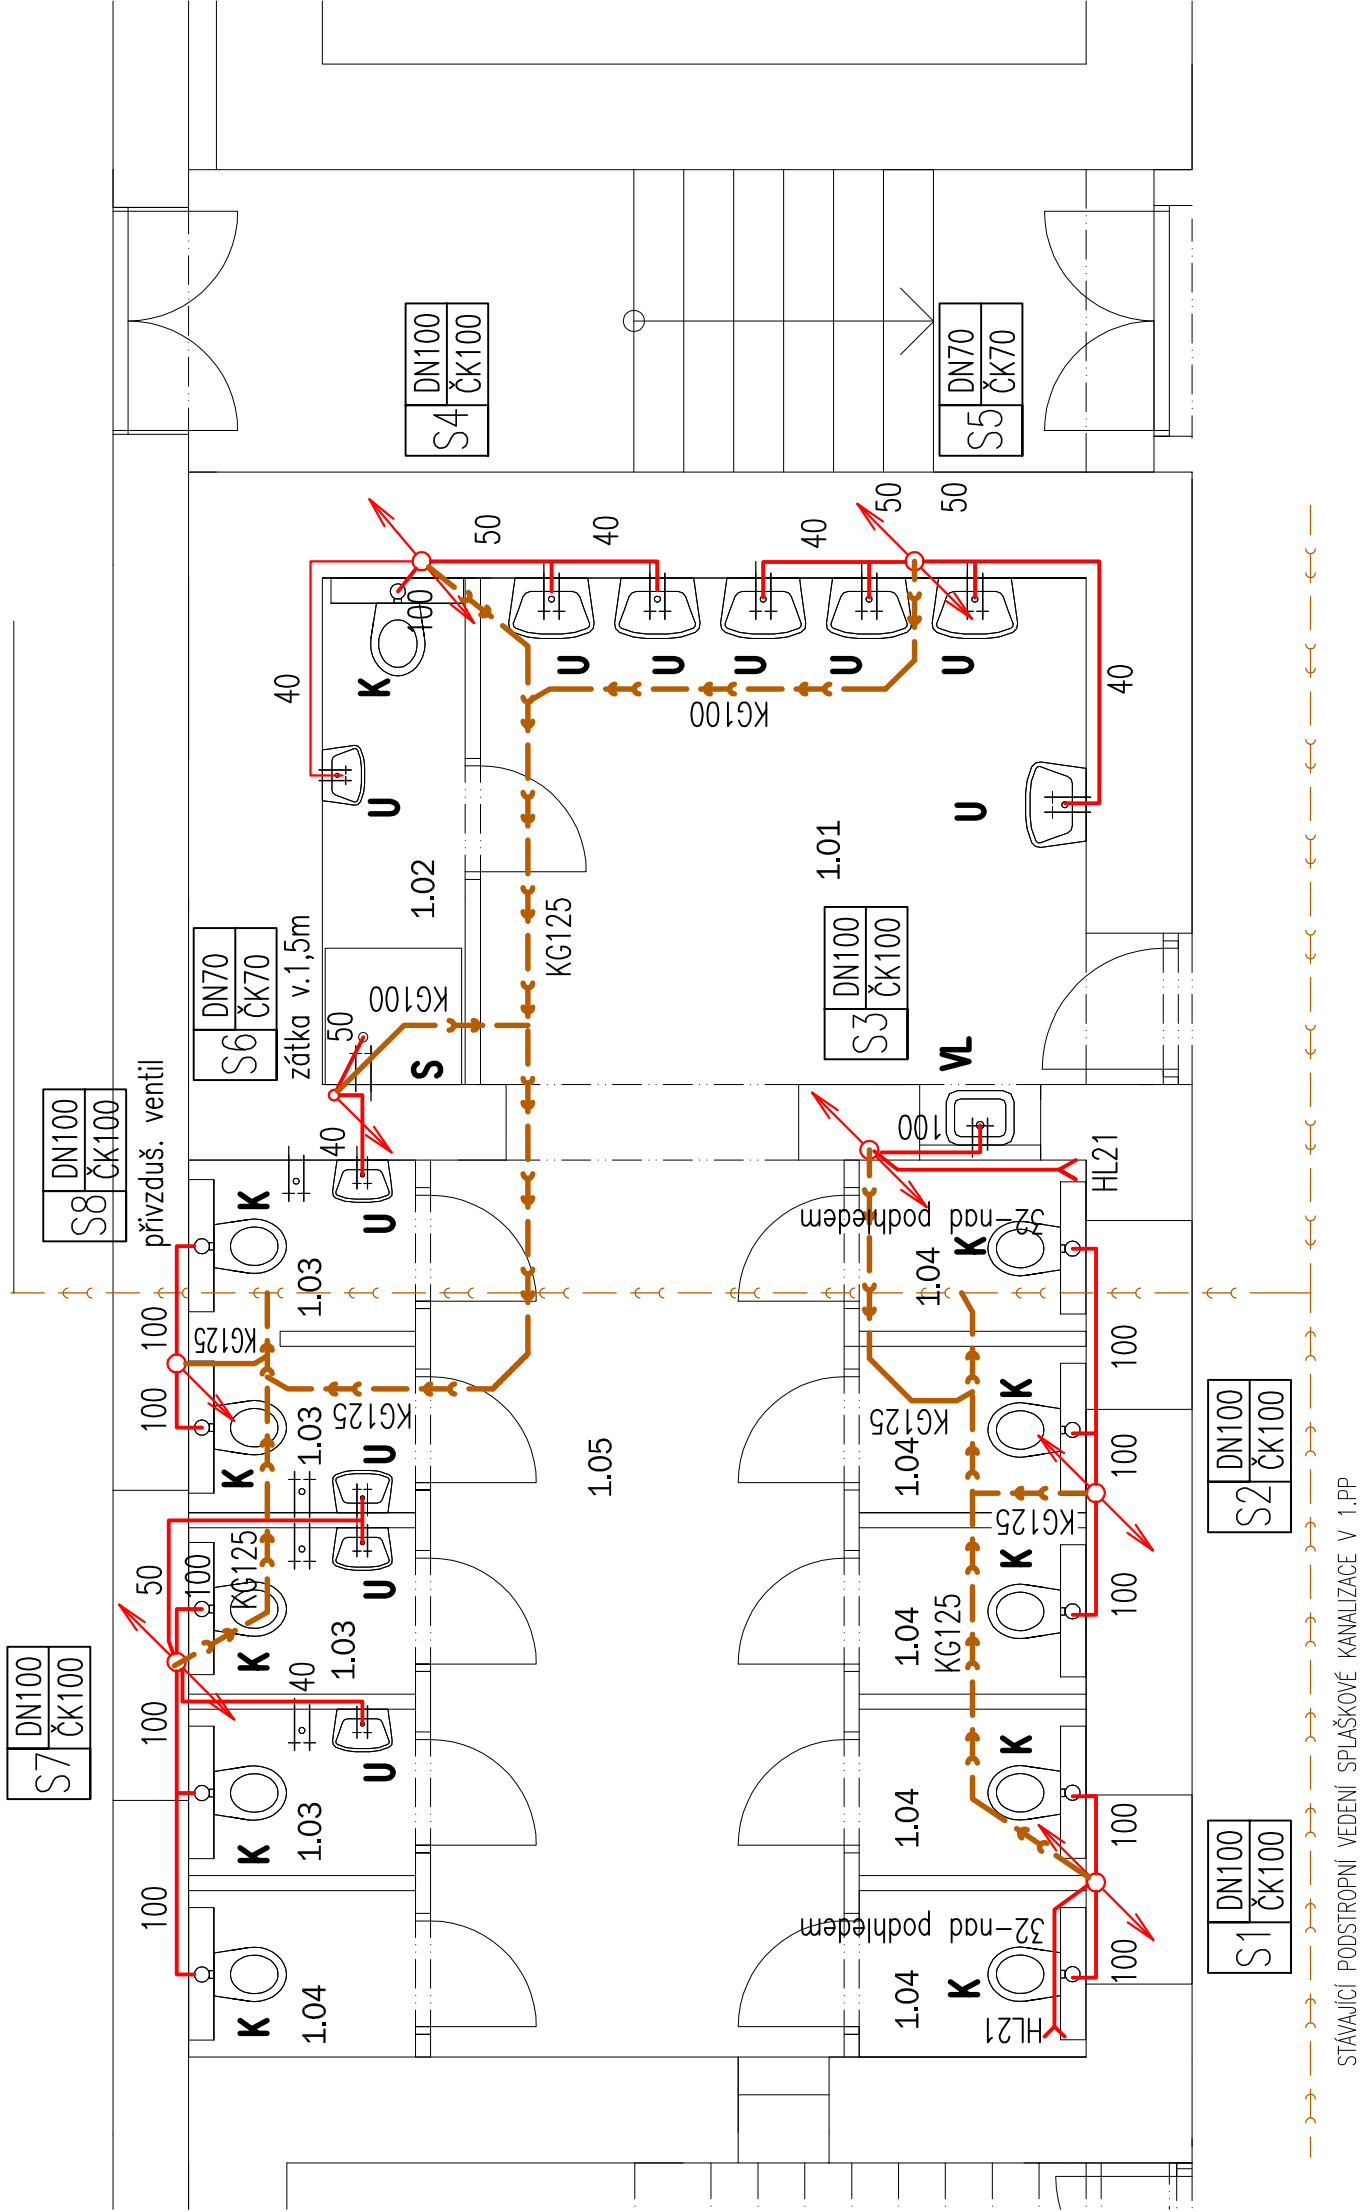 S4
DN100
ČK100
S5
DN70
ČK70
50
40
40
50
50
100
40
K
U
U
U
U
U
40
KG100
U
U
1.02
1.01
KG125
S6
DN70
ČK70
zátka v.1,5m
50
KG100
S
S3
DN100
ČK100
VL
100
HL21
32-nad podhledem
S8
DN100
ČK100
přivzduš. ventil
40
K
U
1.03
K
1.04
100
KG125
100
100
K
1.03
U
KG125
1.05
KG125
1.04
K
100
S2
DN100
ČK100
50
100
KG125
K
1.03
U
KG125
K
1.04
KG125
100
S7
DN100
ČK100
100
40
K
1.03
U
K
1.04
100
S1
DN100
ČK100
100
K
1.04
32-nad podhledem
K
1.04
HL21
100
STÁVAJÍCÍ PODSTROPNÍ VEDENÍ SPLAŠKOVÉ KANALIZACE V 1.PP